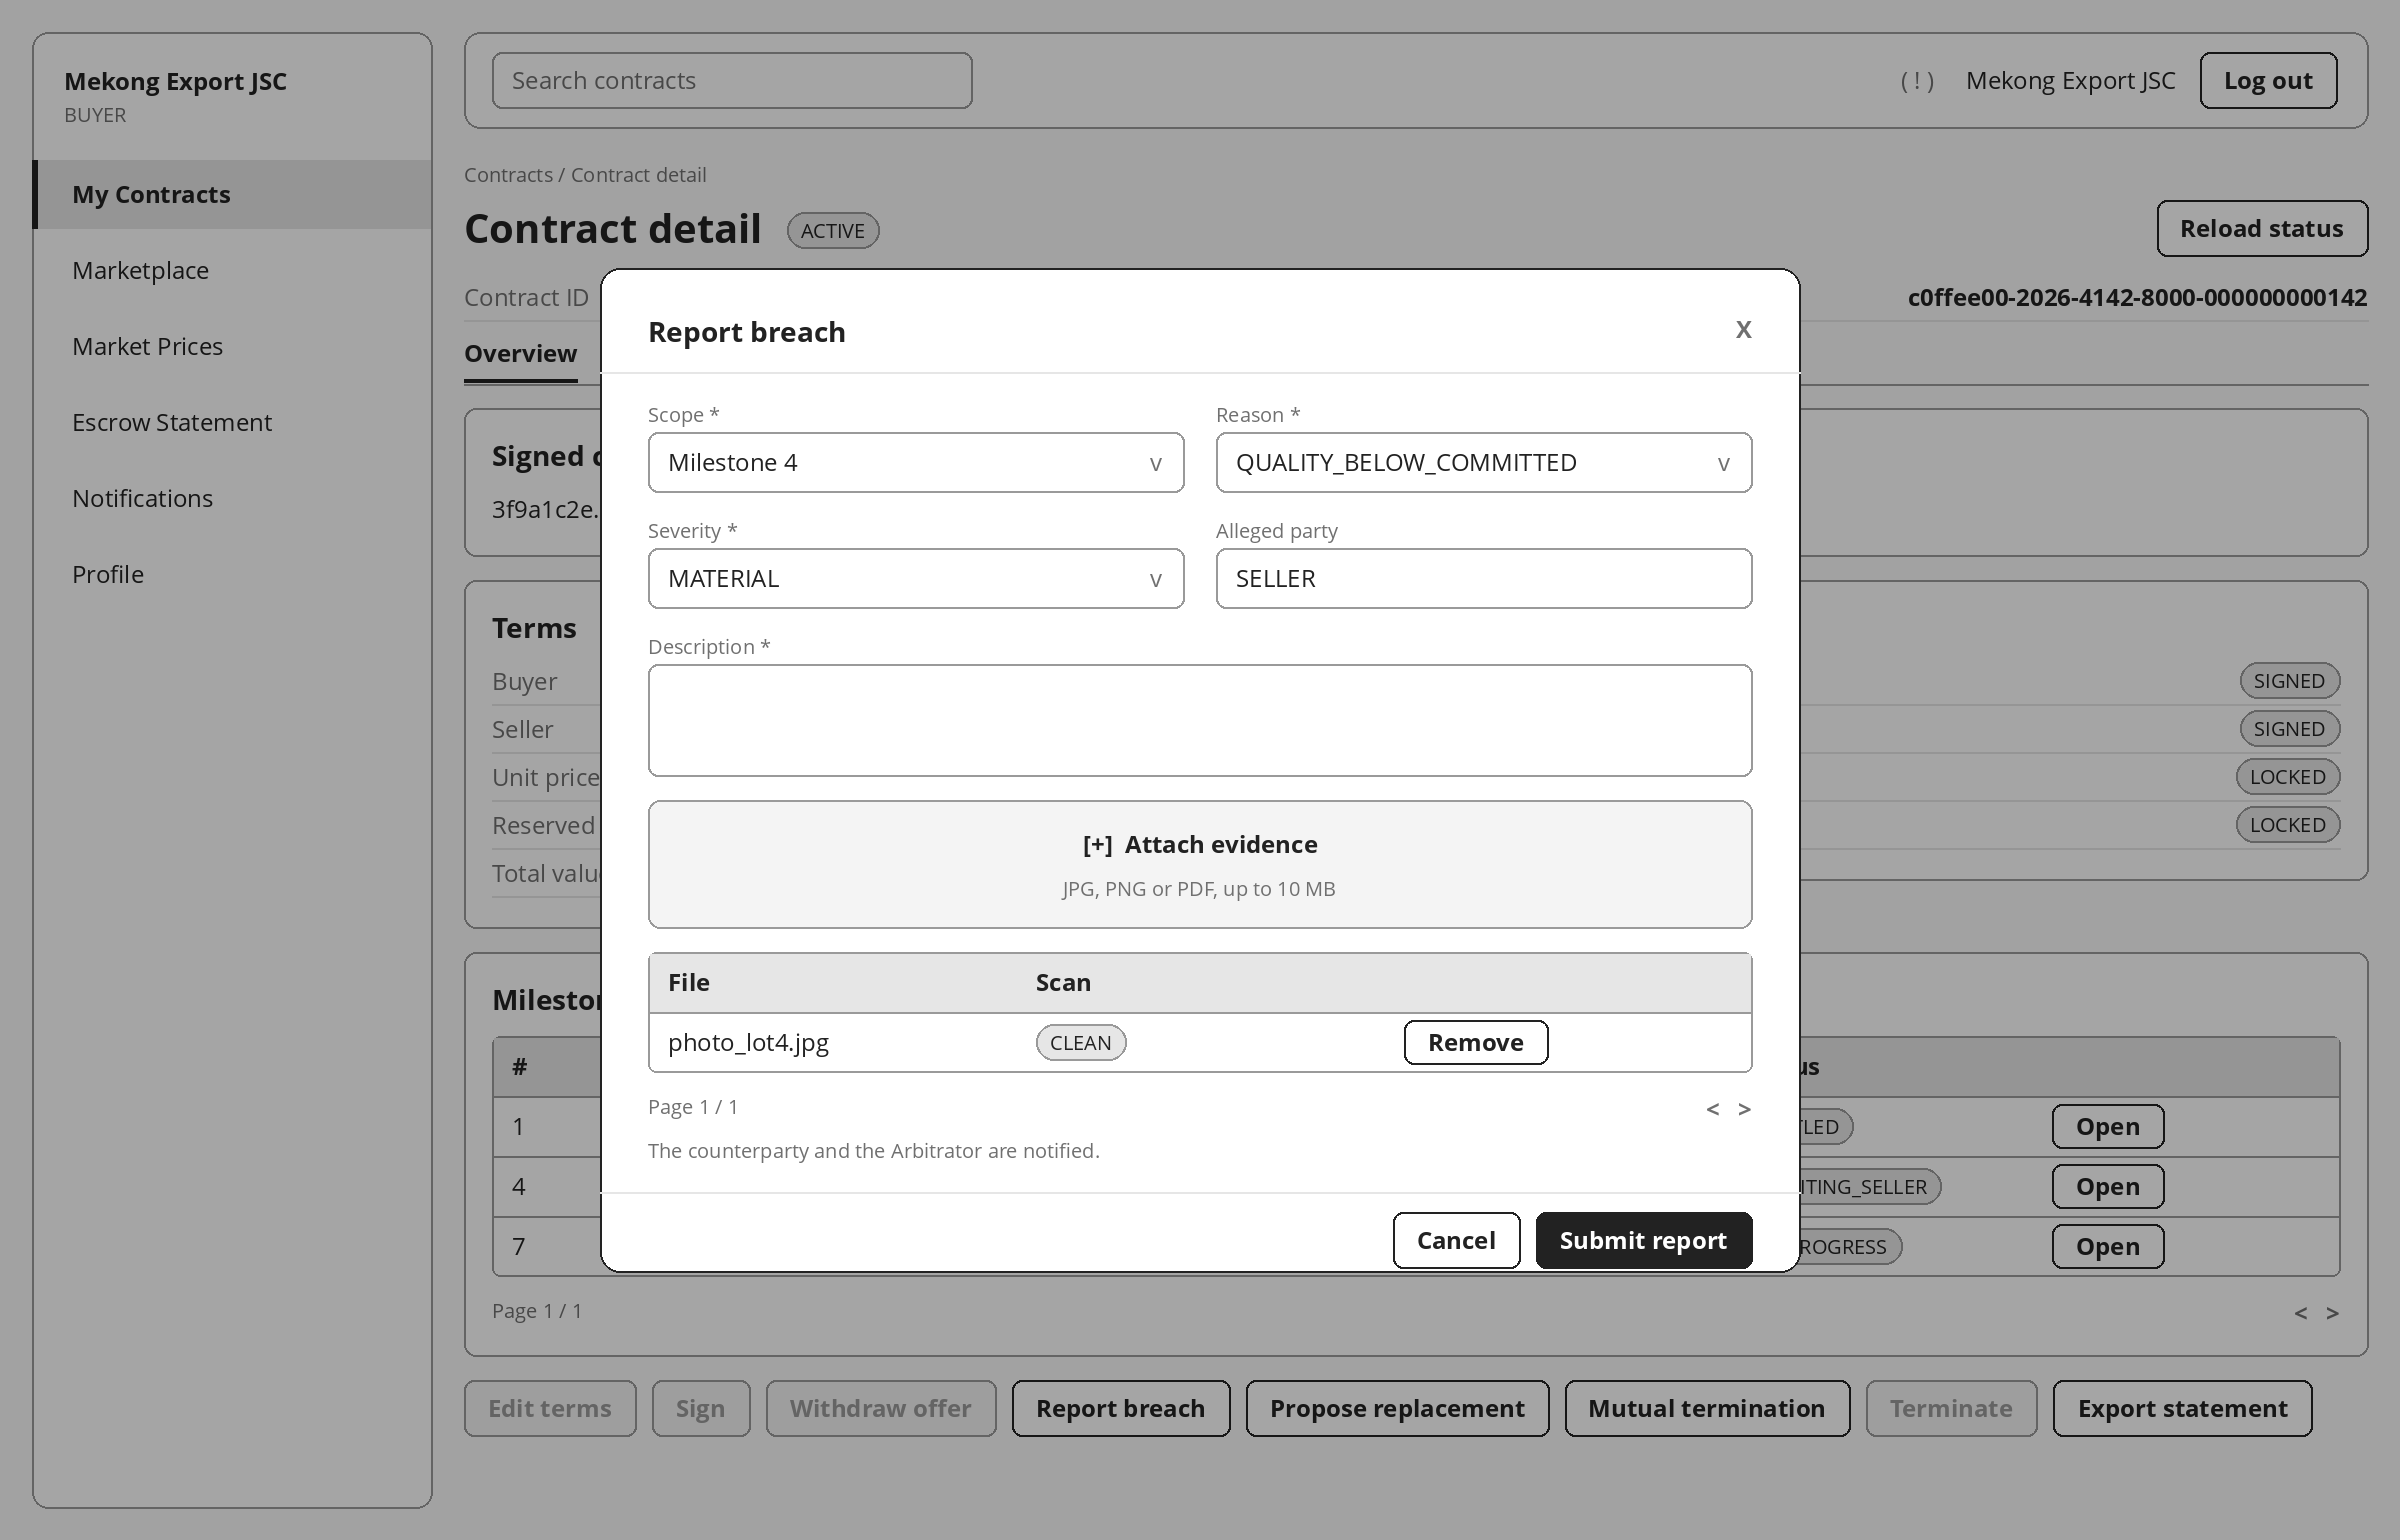 Mekong Export JSC
BUYER
My Contracts
Marketplace
Market Prices
Escrow Statement
Notifications
Profile
Search contracts
( ! ) Mekong Export JSC Log out
Contracts / Contract detail
Contract detail ACTIVE Reload status
Contract ID c0ffee00-2026-4142-8000-000000000142
Overview
Signed
3f9a1c2e.
Terms
Buyer SIGNED
Seller SIGNED
Unit price LOCKED
Reserved LOCKED
Total
#
1 Open
4 Open
7 Open
Page 1 / 1 < >
Report breach X
Scope * Reason *
Milestone 4 v QUALITY_BELOW_COMMITTED v
Severity * Alleged party
MATERIAL v SELLER
Description *
[+] Attach evidence
JPG, PNG or PDF, up to 10 MB
File Scan
photo_lot4.jpg CLEAN Remove
Page 1 / 1 < >
The counterparty and the Arbitrator are notified.
Cancel Submit report
Edit terms Sign Withdraw offer Report breach Propose replacement Mutual termination Terminate Export statement